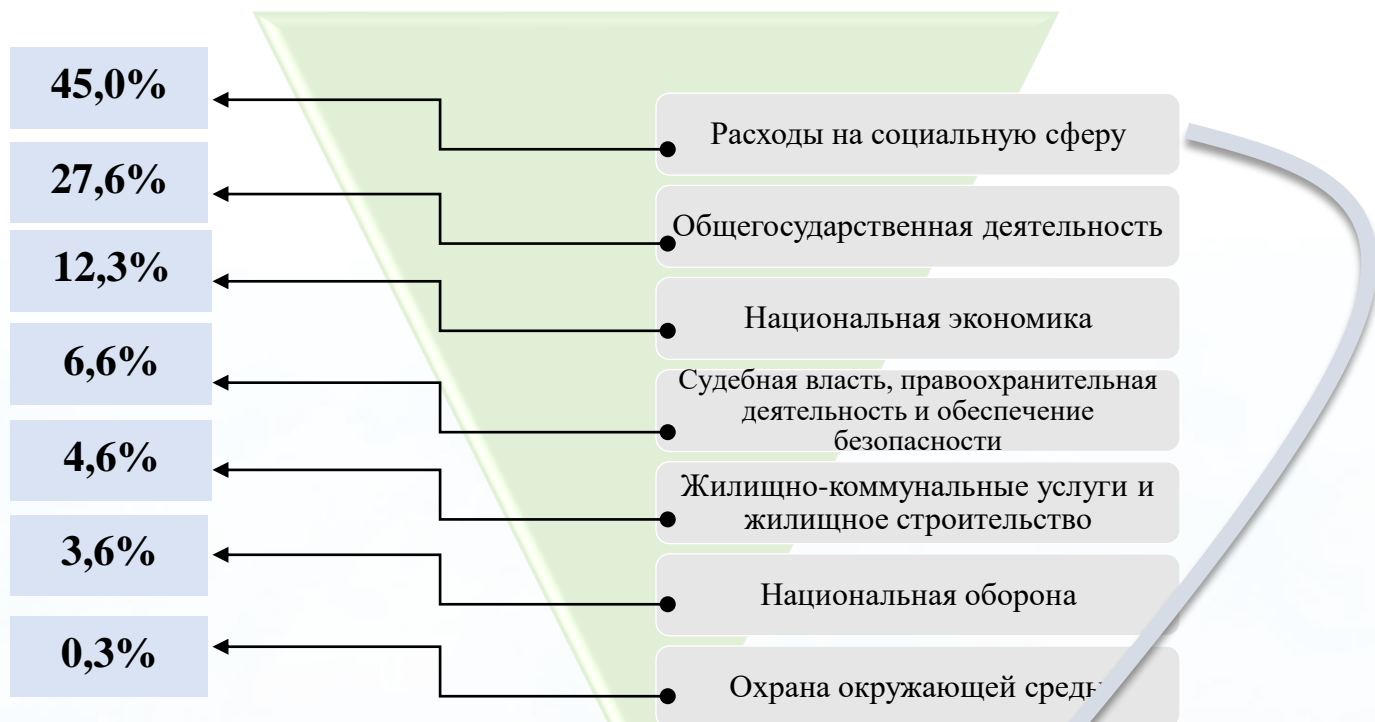 45,0%
Расходы на социальную сферу
27,6%
Общегосударственная деятельность
12,3%
Национальная экономика
6,6%
Судебная власть, правоохранительная
деятельность и обеспечение
безопасности
4,6%
Жилищно-коммунальные услуги и
жилищное строительство
3,6%
Национальная оборона
0,3%
Охрана окружающей среды